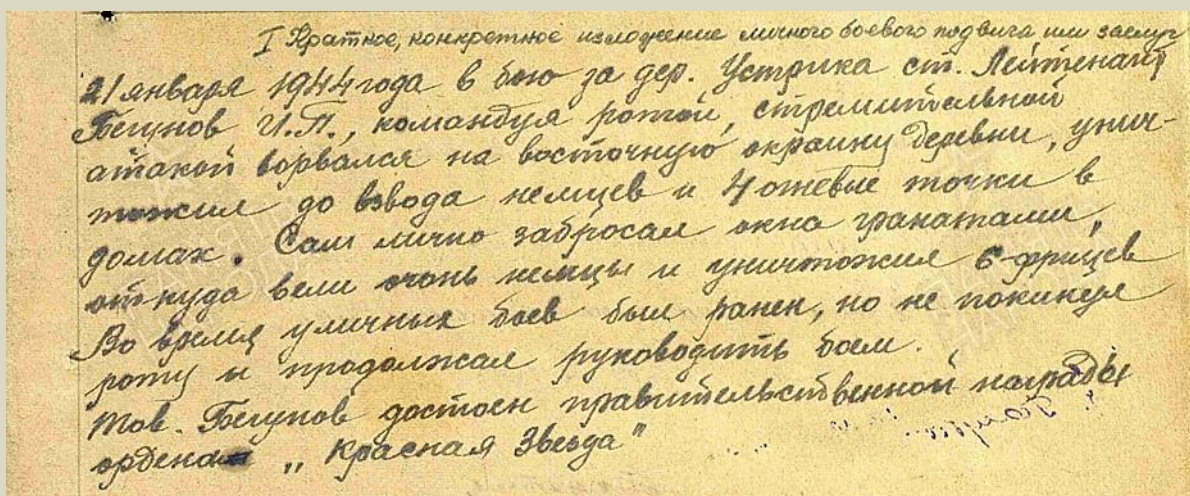 I Краткое, конкретное изложение личного боевого подвига или заслуг
21 января 1944 года в бою за дер. Устрика ст. Лейтенант
Бегунов И.П., командуя ротой, стремительной
атакой ворвался на восточную окраину деревни, унич-
тожил до взвода немцев и 4 огневые точки в
домах. Сам лично забросал окна гранатами,
откуда вели огонь немцы и уничтожил 6 фрицев
Во время уличных боев был ранен, но не покинул
роту и продолжал руководить боем.
Тов. Бегунов достоен правительственной награды
ордена „Красная Звезда"